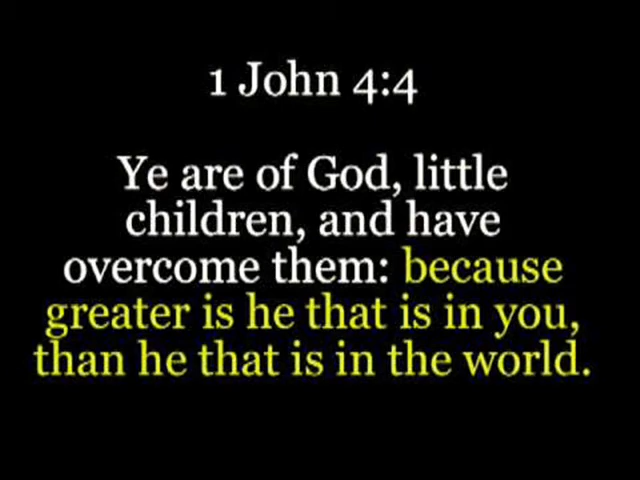 1 John 4:4
Ye are of God, little
children, and have
overcome them: because
greater is he that is in you,
than he that is in the world.